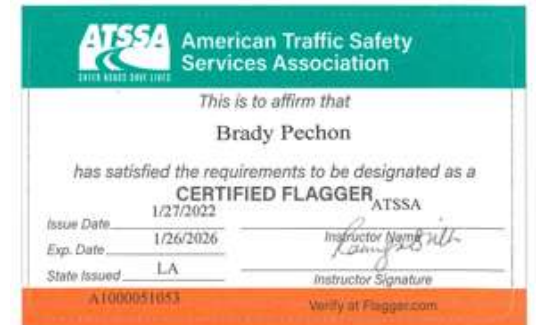 ATSSA
SAFER ROADS SAVE LIVES
American Traffic Safety
Services Association
This is to affirm that
Brady Pechon
has satisfied the requirements to be designated as a
CERTIFIED FLAGGER
Issue Date 1/27/2022
ATSSA
Instructor Name
Exp. Date 1/26/2026
State Issued LA
Instructor Signature
A1000051053
Verify at Flagger.com